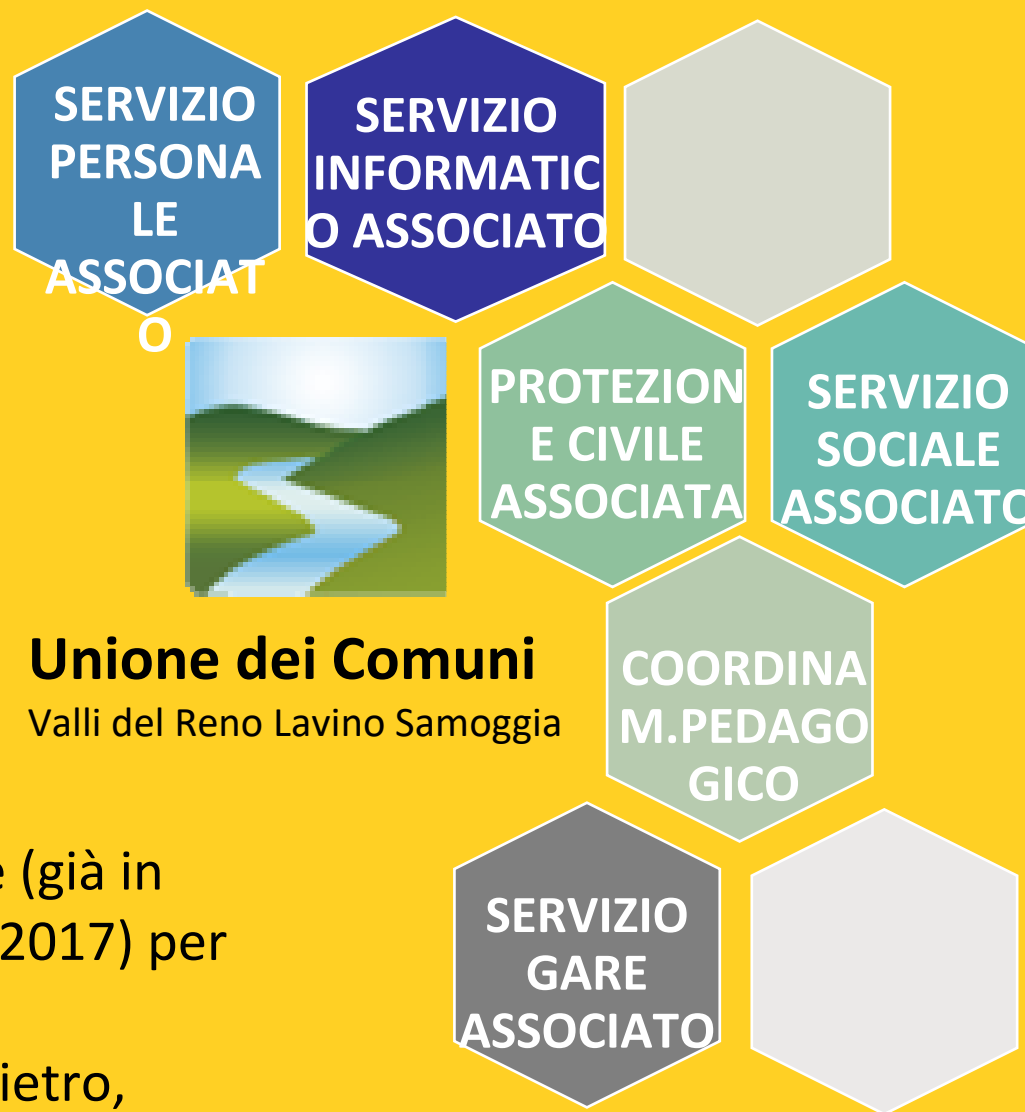 SERVIZIO
PERSONA
LE
ASSOCIAT
O
SERVIZIO
INFORMATIC
O ASSOCIATO
PROTEZION
E CIVILE
ASSOCIATA
SERVIZIO
SOCIALE
ASSOCIATO
Unione dei Comuni
Valli del Reno Lavino Samoggia
COORDINA
M.PEDAGO
GICO
e (già in
2017) per
ietro,
SERVIZIO
GARE
ASSOCIATO